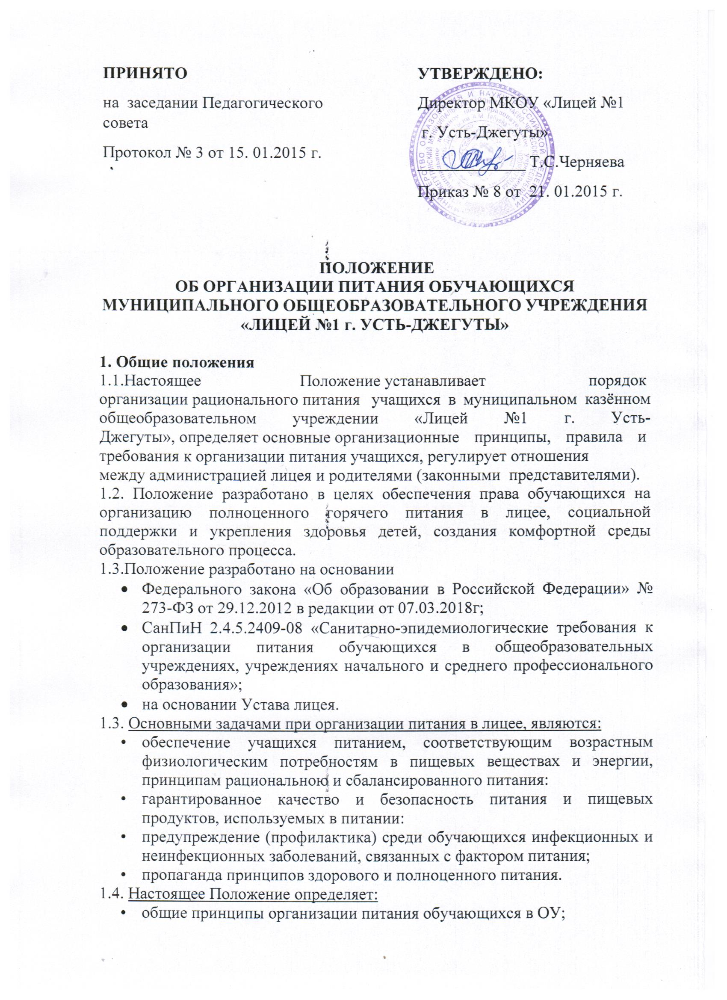 ПРИНЯТО
на заседании Педагогического
совета
Протокол № 3 от 15. 01.2015 г.
УТВЕРЖДЕНО:
Директор МКОУ «Лицей №1
г. Усть-Джегуты»
Т.С.Черняева
Приказ № 8 от 21. 01.2015 г.
ПОЛОЖЕНИЕ
ОБ ОРГАНИЗАЦИИ ПИТАНИЯ ОБУЧАЮЩИХСЯ
МУНИЦИПАЛЬНОГО ОБЩЕОБРАЗОВАТЕЛЬНОГО УЧРЕЖДЕНИЯ
«ЛИЦЕЙ №1 г. УСТЬ-ДЖЕГУТЫ»
1. Общие положения
1.1.Настоящее Положение устанавливает порядок
организации рационального питания учащихся в муниципальном казённом
общеобразовательном учреждении «Лицей №1 г. Усть-
Джегуты», определяет основные организационные принципы, правила и
требования к организации питания учащихся, регулирует отношения
между администрацией лицея и родителями (законными представителями).
1.2. Положение разработано в целях обеспечения права обучающихся на
организацию полноценного горячего питания в лицее, социальной
поддержки и укрепления здоровья детей, создания комфортной среды
образовательного процесса.
1.3.Положение разработано на основании
• Федерального закона «Об образовании в Российской Федерации» №
273-ФЗ от 29.12.2012 в редакции от 07.03.2018г;
• СанПиН 2.4.5.2409-08 «Санитарно-эпидемиологические требования к
организации питания обучающихся в общеобразовательных
учреждениях, учреждениях начального и среднего профессионального
образования»;
• на основании Устава лицея.
1.3. Основными задачами при организации питания в лицее, являются:
• обеспечение учащихся питанием, соответствующим возрастным
физиологическим потребностям в пищевых веществах и энергии,
принципам рациональною и сбалансированного питания:
• гарантированное качество и безопасность питания и пищевых
продуктов, используемых в питании:
• предупреждение (профилактика) среди обучающихся инфекционных и
неинфекционных заболеваний, связанных с фактором питания;
• пропаганда принципов здорового и полноценного питания.
1.4. Настоящее Положение определяет:
• общие принципы организации питания обучающихся в ОУ;